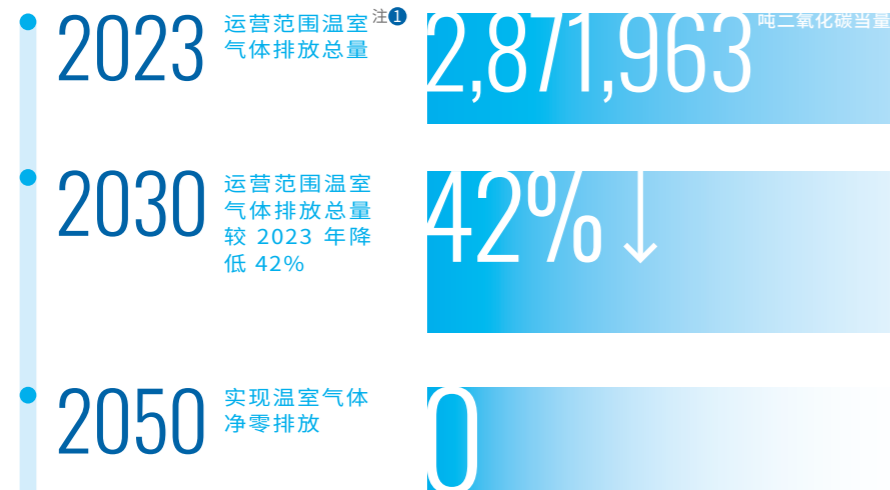 2023
运营范围温室注1
气体排放总量
2,871,963
吨二氧化碳当量
2030
运营范围温室
气体排放总量
较 2023 年降
低 42%
42%↓
2050
实现温室气体
净零排放
0